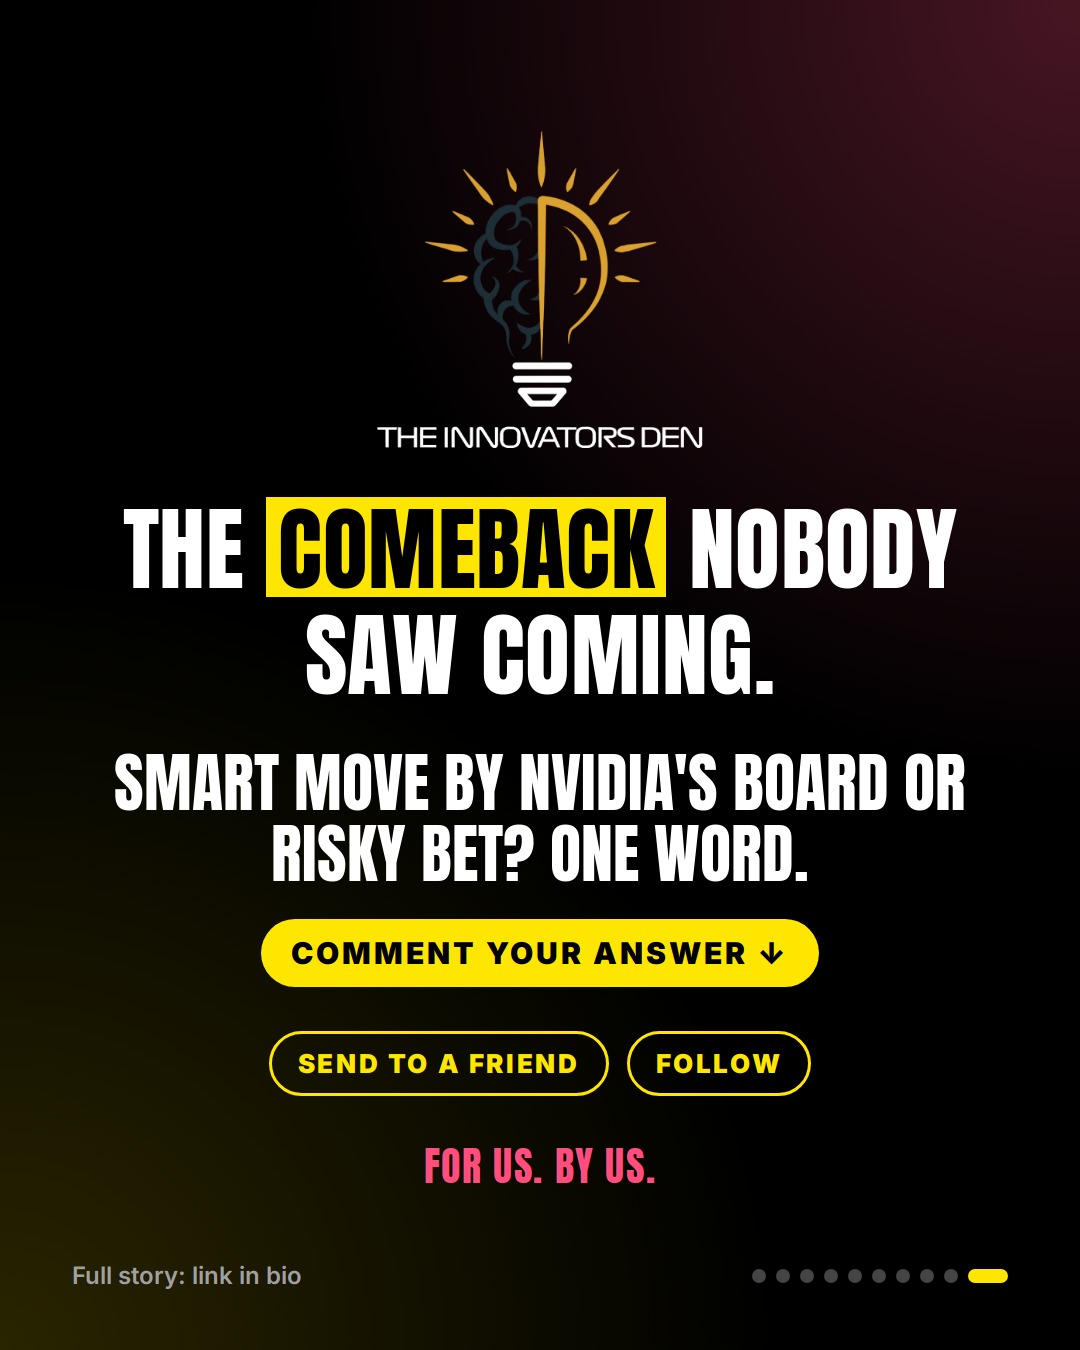 THE INNOVATORS DEN
THE COMEBACK NOBODY
SAW COMING.
SMART MOVE BY NVIDIA'S BOARD OR
RISKY BET? ONE WORD.
COMMENT YOUR ANSWER ↓
SEND TO A FRIEND
FOLLOW
FOR US. BY US.
Full story: link in bio